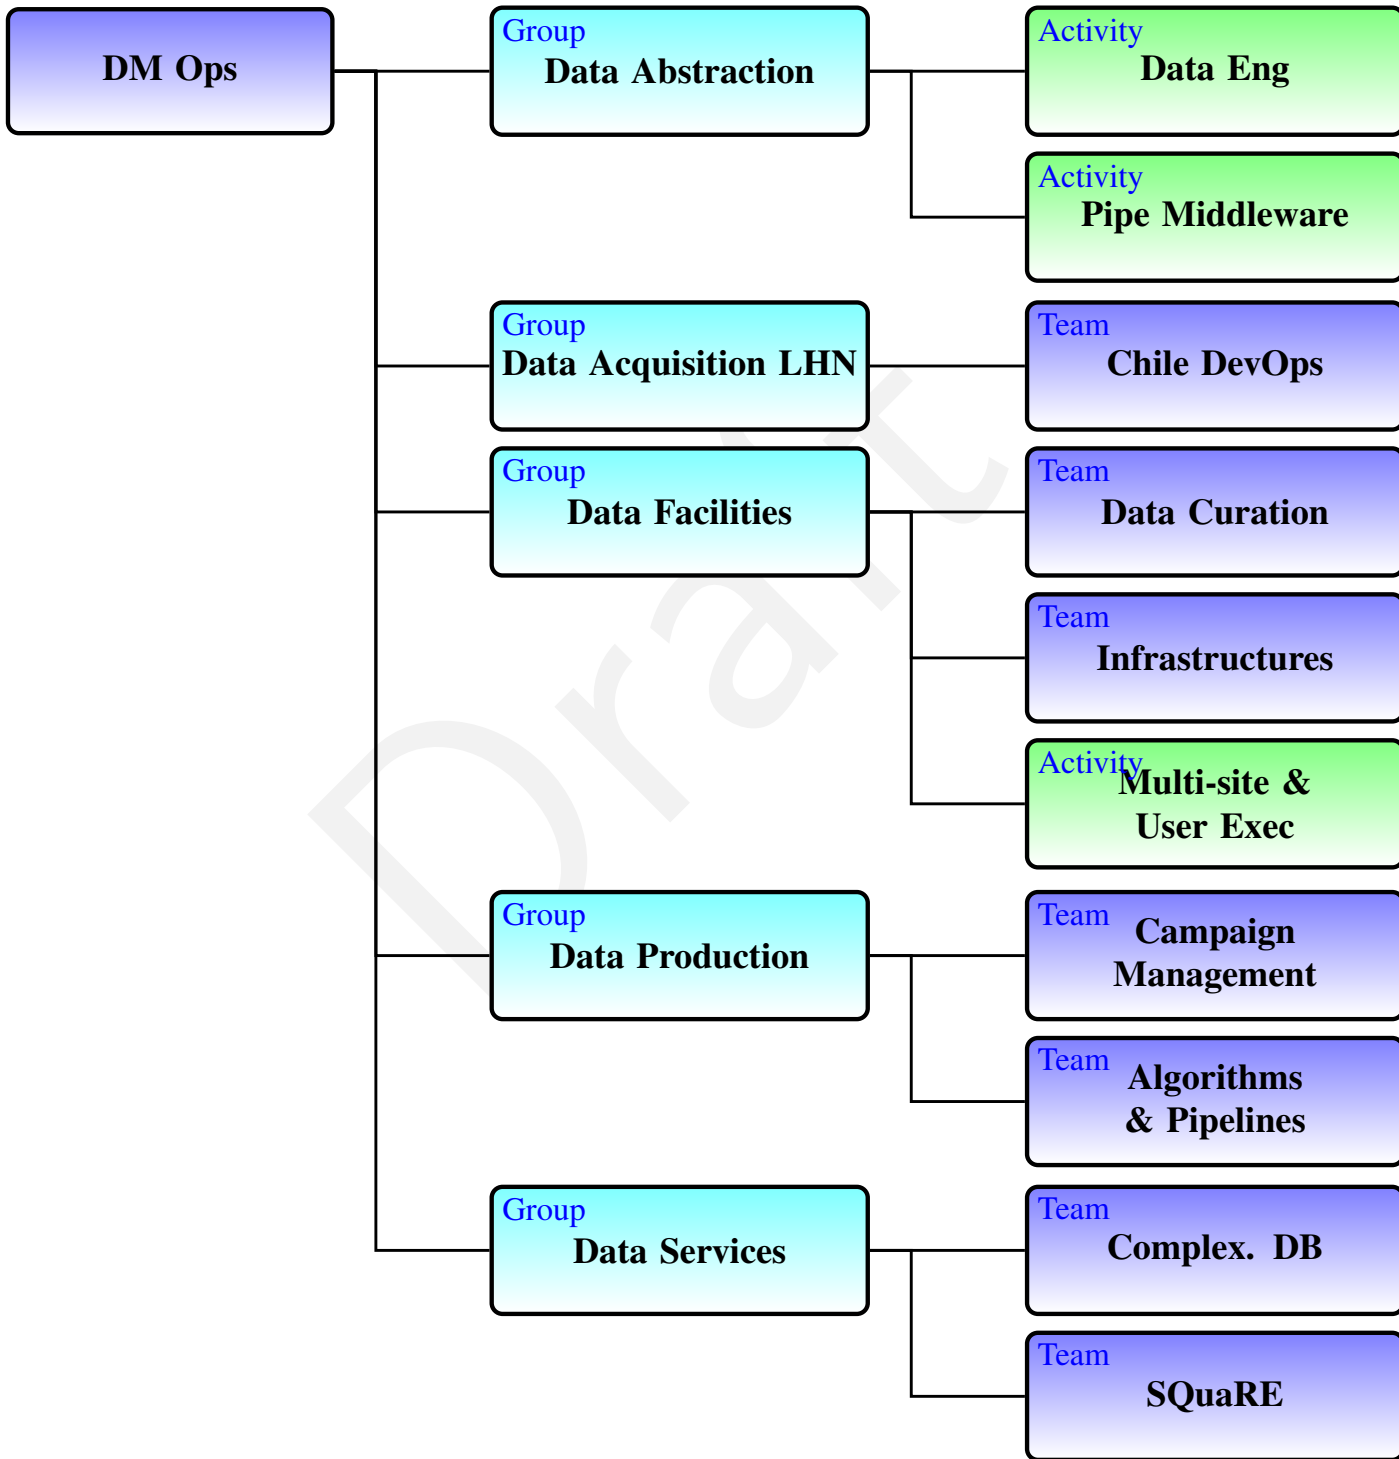 DM Ops
Group
Data Abstraction
Activity
Data Eng
Activity
Pipe Middleware
Group
Data Acquisition LHN
Team
Chile DevOps
Group
Data Facilities
Team
Data Curation
Team
Infrastructures
Activity
Multi-site &
User Exec
Group
Data Production
Team
Campaign
Management
Team
Algorithms
& Pipelines
Group
Data Services
Team
Complex. DB
Team
SQuaRE
Draft